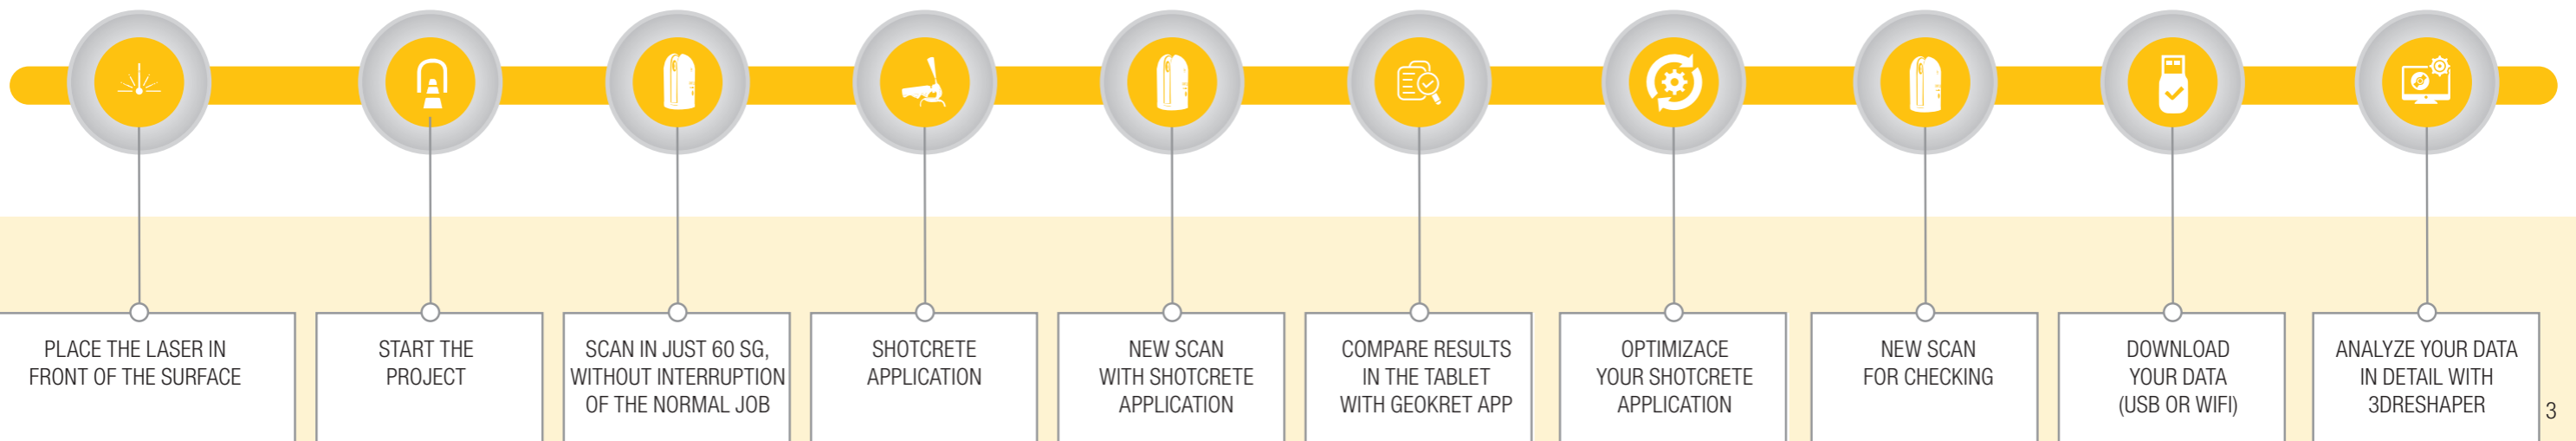 PLACE THE LASER IN
FRONT OF THE SURFACE
START THE
PROJECT
SCAN IN JUST 60 SG,
WITHOUT INTERRUPTION
OF THE NORMAL JOB
SHOTCRETE
APPLICATION
NEW SCAN
WITH SHOTCRETE
APPLICATION
COMPARE RESULTS
IN THE TABLET
WITH GEOKRET APP
OPTIMIZACE
YOUR SHOTCRETE
APPLICATION
NEW SCAN
FOR CHECKING
DOWNLOAD
YOUR DATA
(USB OR WIFI)
ANALYZE YOUR DATA
IN DETAIL WITH
3DRESHAPER
3